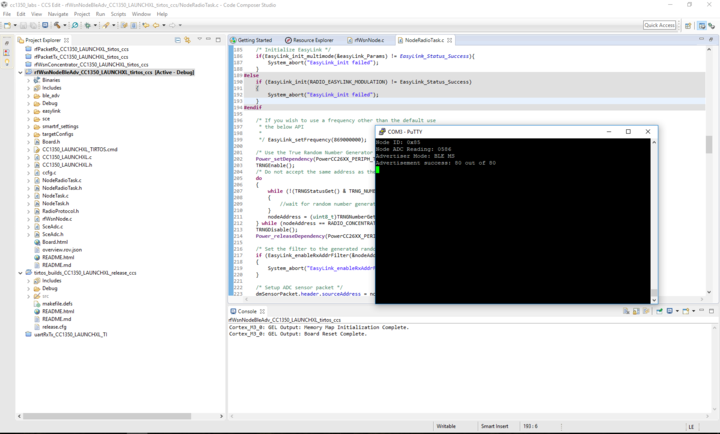 cc1350_labs - CCS Edit - rfWsnNodeBleAdv_CC1350_LAUNCHXL_tirtos_ccs/NodeRadioTask.c - Code Composer Studio
File Edit View Navigate Project Run Scripts Window Help
Quick Access
Project Explorer
rfPacketRx_CC1350_LAUNCHXL_tirtos_ccs
rfPacketTx_CC1350_LAUNCHXL_tirtos_ccs
rfWsnConcentrator_CC1350_LAUNCHXL_tirtos_ccs
rfWsnNodeBleAdv_CC1350_LAUNCHXL_tirtos_ccs [Active - Debug]
Binaries
Includes
ble_adv
Debug
easylink
sce
smartrf_settings
targetConfigs
Board.h
CC1350_LAUNCHXL_TIRTOS.cmd
CC1350_LAUNCHXL.c
CC1350_LAUNCHXL.h
ccfg.c
NodeRadioTask.c
NodeRadioTask.h
NodeTask.c
NodeTask.h
RadioProtocol.h
rfWsnNode.c
SceAdc.c
SceAdc.h
Board.html
overview.rov.json
README.html
README.md
tirtos_builds_CC1350_LAUNCHXL_release_ccs
Includes
Debug
src
makefile.defs
README.html
README.md
release.cfg
uartRxTx_CC1350_LAUNCHXL_TI
Getting Started
Resource Explorer
rfWsnNode.c
NodeRadioTask.c
185 /* Initialize EasyLink */
186 if(EasyLink_init_multimode(&easyLink_Params) != EasyLink_Status_Success){
187 System_abort("EasyLink_init failed");
188 }
189 #else
190 if (EasyLink_init(RADIO_EASYLINK_MODULATION) != EasyLink_Status_Success)
191 {
192 System_abort("EasyLink_init failed");
193 }
194 #endif
195
196 /* If you wish to use a frequency other than the default use
197 * the below API
198 *
199 */ EasyLink_setFrequency(869000000);
200
201 /* Use the True Random Number Generator
202 Power_setDependency(PowerCC26XX_PERIPH_T
203 TRNGEnable();
204 /* Do not accept the same address as the
205 do
206 {
207 while (!(TRNGStatusGet() & TRNG_NUMB
208 {
209 //wait for random number generat
210 }
211 nodeAddress = (uint8_t)TRNGNumberGet
212 } while (nodeAddress == RADIO_CONCENTRAT
213 TRNGDisable();
214 Power_releaseDependency(PowerCC26XX_PERI
215
216 /* Set the filter to the generated rando
217 if (EasyLink_enableRxAddrFilter(&nodeAdd
218 {
219 System_abort("EasyLink_enableRxAddrF
220 }
221
222 /* Setup ADC sensor packet */
223 dmSensorPacket.header.sourceAddress = no
COM3 - PuTTY
Node ID: 0xd5
Node ADC Reading: 0586
Advertiser Mode: BLE MS
Advertisement success: 80 out of 80
Console
rfWsnNodeBleAdv_CC1350_LAUNCHXL_tirtos_ccs
Cortex_M3_0: GEL Output: Memory Map Initialization Complete.
Cortex_M3_0: GEL Output: Board Reset Complete.
Writable
Smart Insert
193 : 6
LE